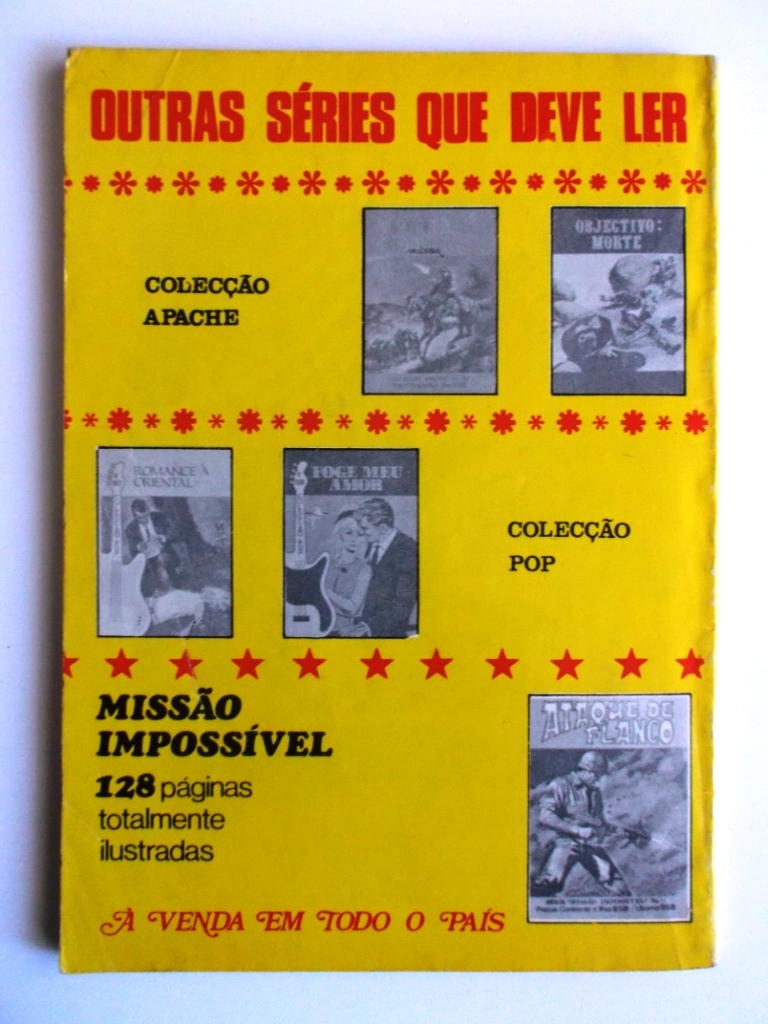 OUTRAS SÉRIES QUE DEVE LER
COLECÇÃO
APACHE
OBJECTIVO:
MORTE
ROMANCE À
ORIENTAL
FOGE MEU
AMOR
COLECÇÃO
POP
MISSÃO
IMPOSSÍVEL
128 páginas
totalmente
ilustradas
ATAQUE DE
FLANCO
À VENDA EM TODO O PAÍS